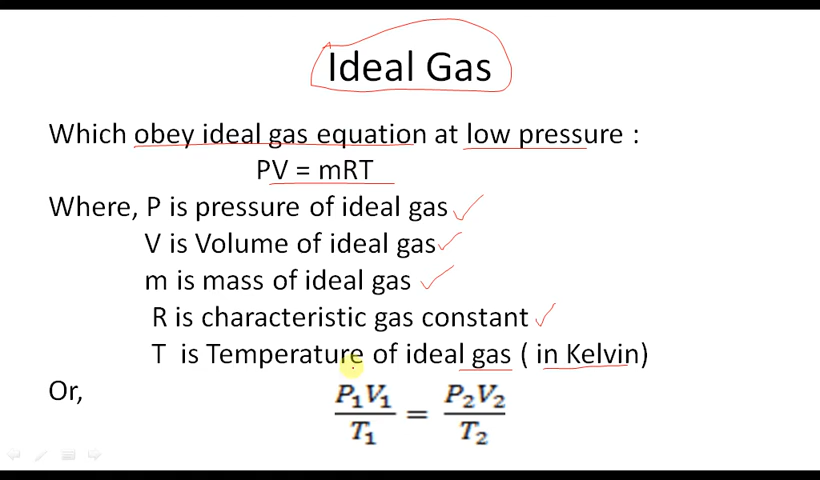 Ideal Gas
Which obey ideal gas equation at low pressure :
PV = mRT
Where, P is pressure of ideal gas
V is Volume of ideal gas
m is mass of ideal gas
R is characteristic gas constant
T is Temperature of ideal gas ( in Kelvin)
Or,
P₁V₁/T₁ = P₂V₂/T₂